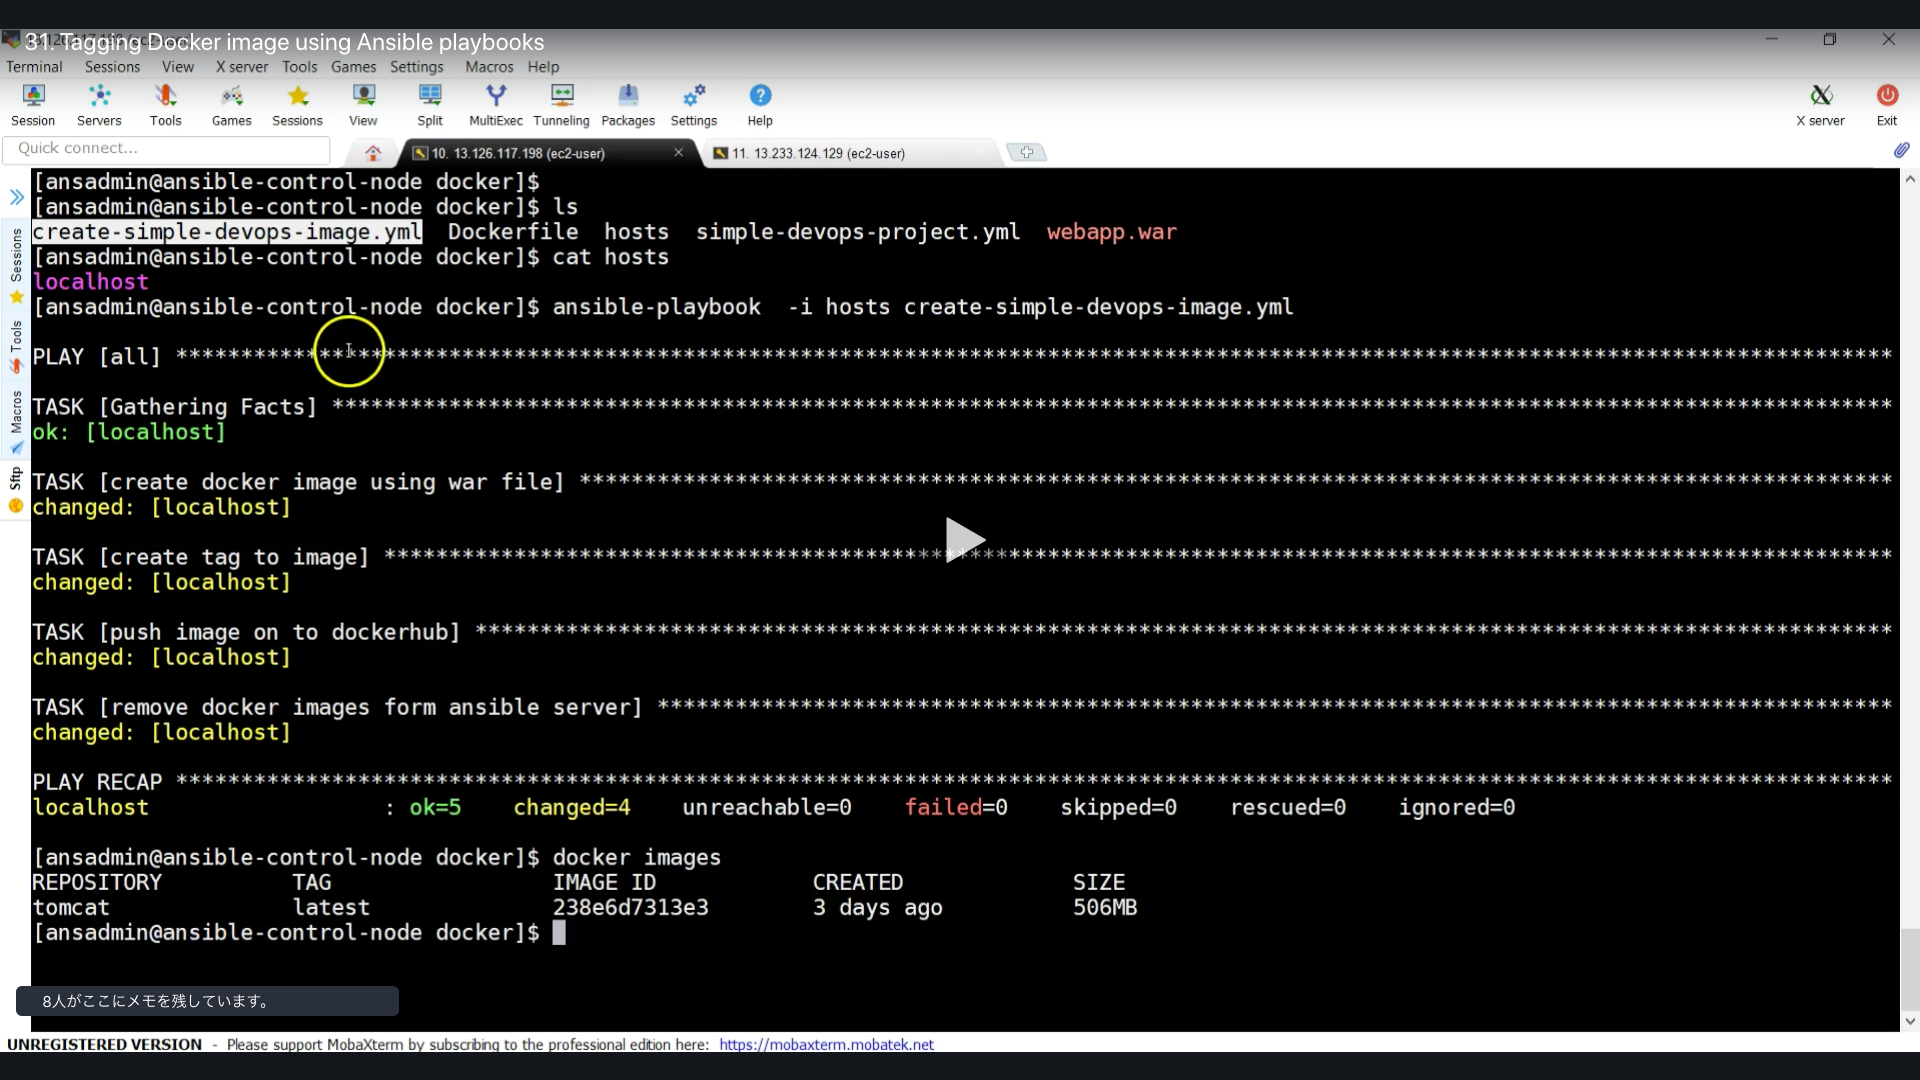 31. Tagging Docker image using Ansible playbooks
Terminal Sessions View X server Tools Games Settings Macros Help
Session Servers Tools Games Sessions View Split MultiExec Tunneling Packages Settings Help X server Exit
Quick connect...
10. 13.126.117.198 (ec2-user)
11. 13.233.124.129 (ec2-user)
Sessions
Tools
Macros
Sftp
[ansadmin@ansible-control-node docker]$
[ansadmin@ansible-control-node docker]$ ls
create-simple-devops-image.yml Dockerfile hosts simple-devops-project.yml webapp.war
[ansadmin@ansible-control-node docker]$ cat hosts
localhost
[ansadmin@ansible-control-node docker]$ ansible-playbook -i hosts create-simple-devops-image.yml
PLAY [all] ************************************************************************************************************************************
TASK [Gathering Facts] ************************************************************************************************************************
ok: [localhost]
TASK [create docker image using war file] *****************************************************************************************************
changed: [localhost]
TASK [create tag to image] ********************************************************************************************************************
changed: [localhost]
TASK [push image on to dockerhub] *************************************************************************************************************
changed: [localhost]
TASK [remove docker images form ansible server] ***********************************************************************************************
changed: [localhost]
PLAY RECAP ************************************************************************************************************************************
localhost : ok=5 changed=4 unreachable=0 failed=0 skipped=0 rescued=0 ignored=0
[ansadmin@ansible-control-node docker]$ docker images
REPOSITORY TAG IMAGE ID CREATED SIZE
tomcat latest 238e6d7313e3 3 days ago 506MB
[ansadmin@ansible-control-node docker]$
8人がここにメモを残しています。
UNREGISTERED VERSION - Please support MobaXterm by subscribing to the professional edition here: https://mobaxterm.mobatek.net